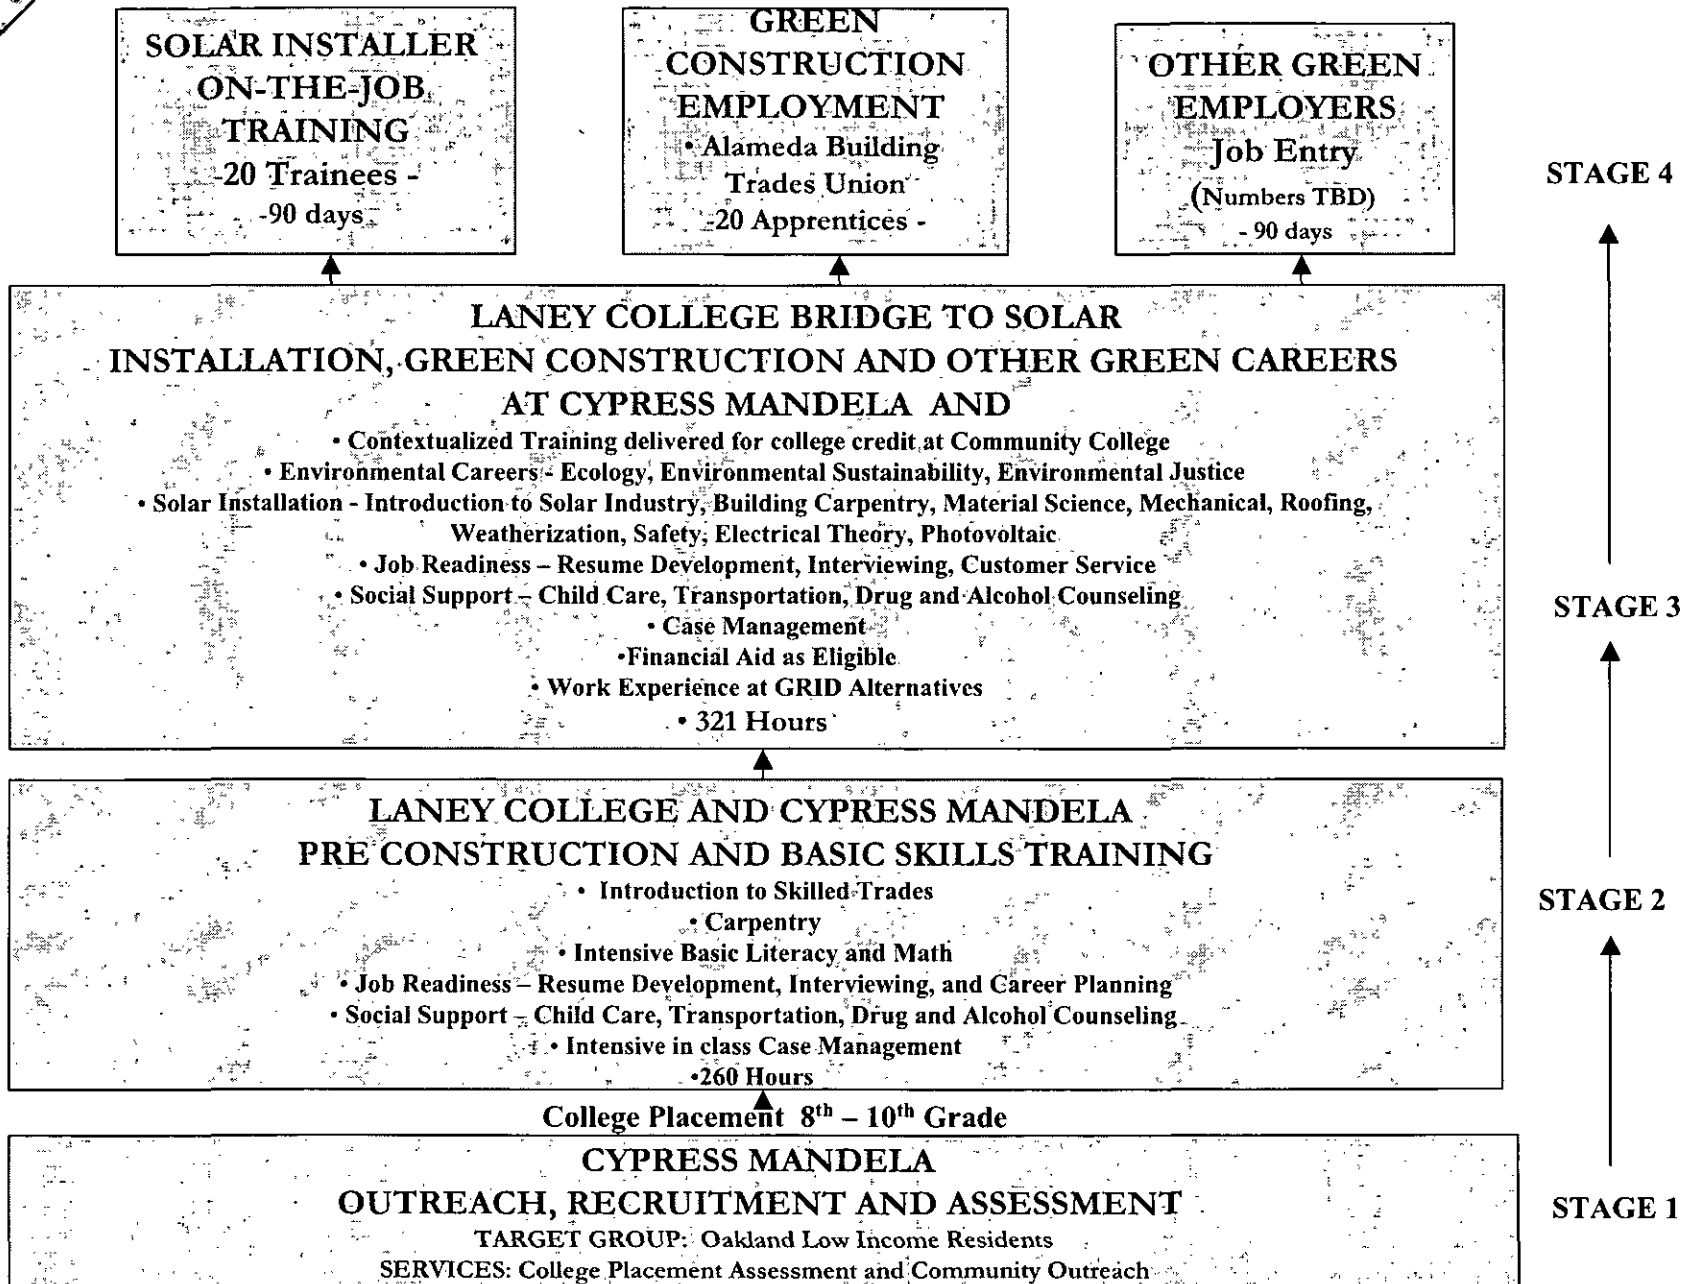 SOLAR INSTALLER
ON-THE-JOB
TRAINING
-20 Trainees -
-90 days
GREEN
CONSTRUCTION
EMPLOYMENT
• Alameda Building
Trades Union
-20 Apprentices -
OTHER GREEN
EMPLOYERS
Job Entry
(Numbers TBD)
- 90 days
STAGE 4
LANEY COLLEGE BRIDGE TO SOLAR
INSTALLATION, GREEN CONSTRUCTION AND OTHER GREEN CAREERS
AT CYPRESS MANDELA AND
• Contextualized Training delivered for college credit at Community College
• Environmental Careers - Ecology, Environmental Sustainability, Environmental Justice
• Solar Installation - Introduction to Solar Industry, Building Carpentry, Material Science, Mechanical, Roofing,
Weatherization, Safety, Electrical Theory, Photovoltaic
• Job Readiness – Resume Development, Interviewing, Customer Service
• Social Support – Child Care, Transportation, Drug and Alcohol Counseling
• Case Management
•Financial Aid as Eligible
• Work Experience at GRID Alternatives
• 321 Hours
STAGE 3
LANEY COLLEGE AND CYPRESS MANDELA
PRE CONSTRUCTION AND BASIC SKILLS TRAINING
• Introduction to Skilled Trades
• Carpentry
• Intensive Basic Literacy and Math
• Job Readiness – Resume Development, Interviewing, and Career Planning
• Social Support – Child Care, Transportation, Drug and Alcohol Counseling
• Intensive in class Case Management
•260 Hours
STAGE 2
College Placement 8th – 10th Grade
CYPRESS MANDELA
OUTREACH, RECRUITMENT AND ASSESSMENT
TARGET GROUP: Oakland Low Income Residents
SERVICES: College Placement Assessment and Community Outreach
STAGE 1